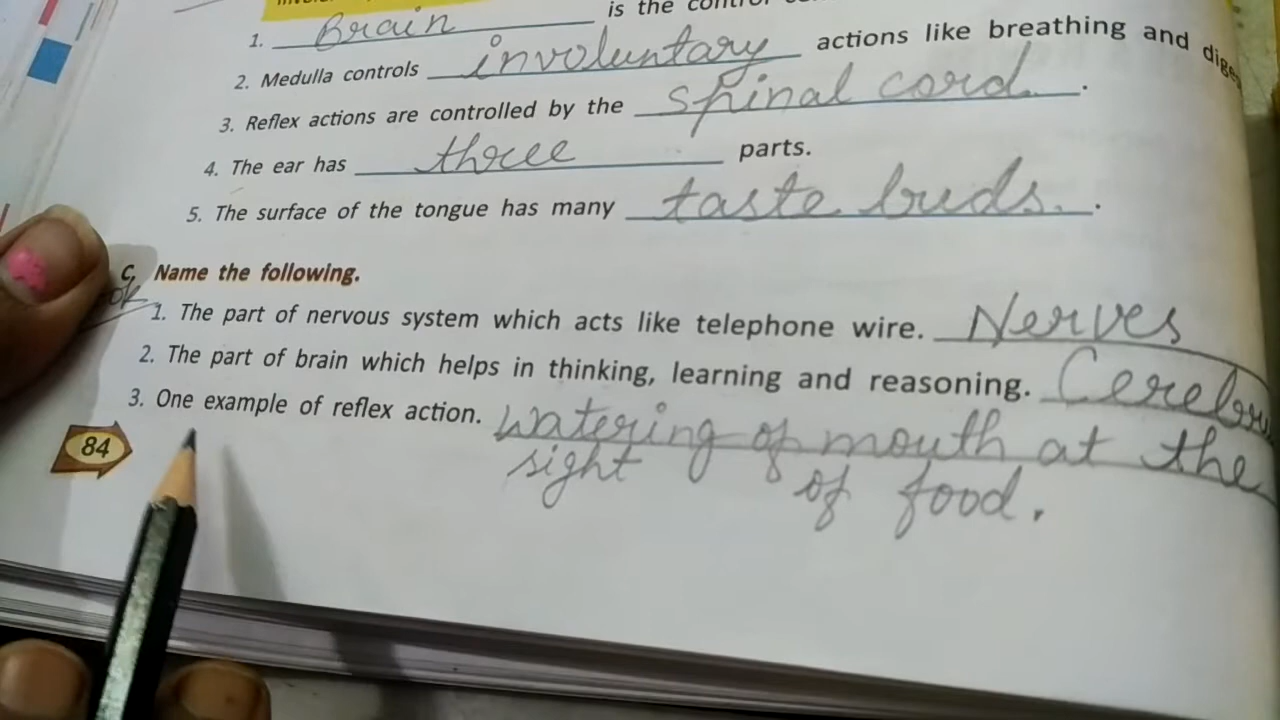 1. Brain is the control
2. Medulla controls involuntary actions like breathing and
3. Reflex actions are controlled by the spinal cord.
4. The ear has three parts.
5. The surface of the tongue has many taste buds.
C. Name the following.
1. The part of nervous system which acts like telephone wire. Nerves
2. The part of brain which helps in thinking, learning and reasoning.
3. One example of reflex action. Watering of mouth at the
sight of food.
84